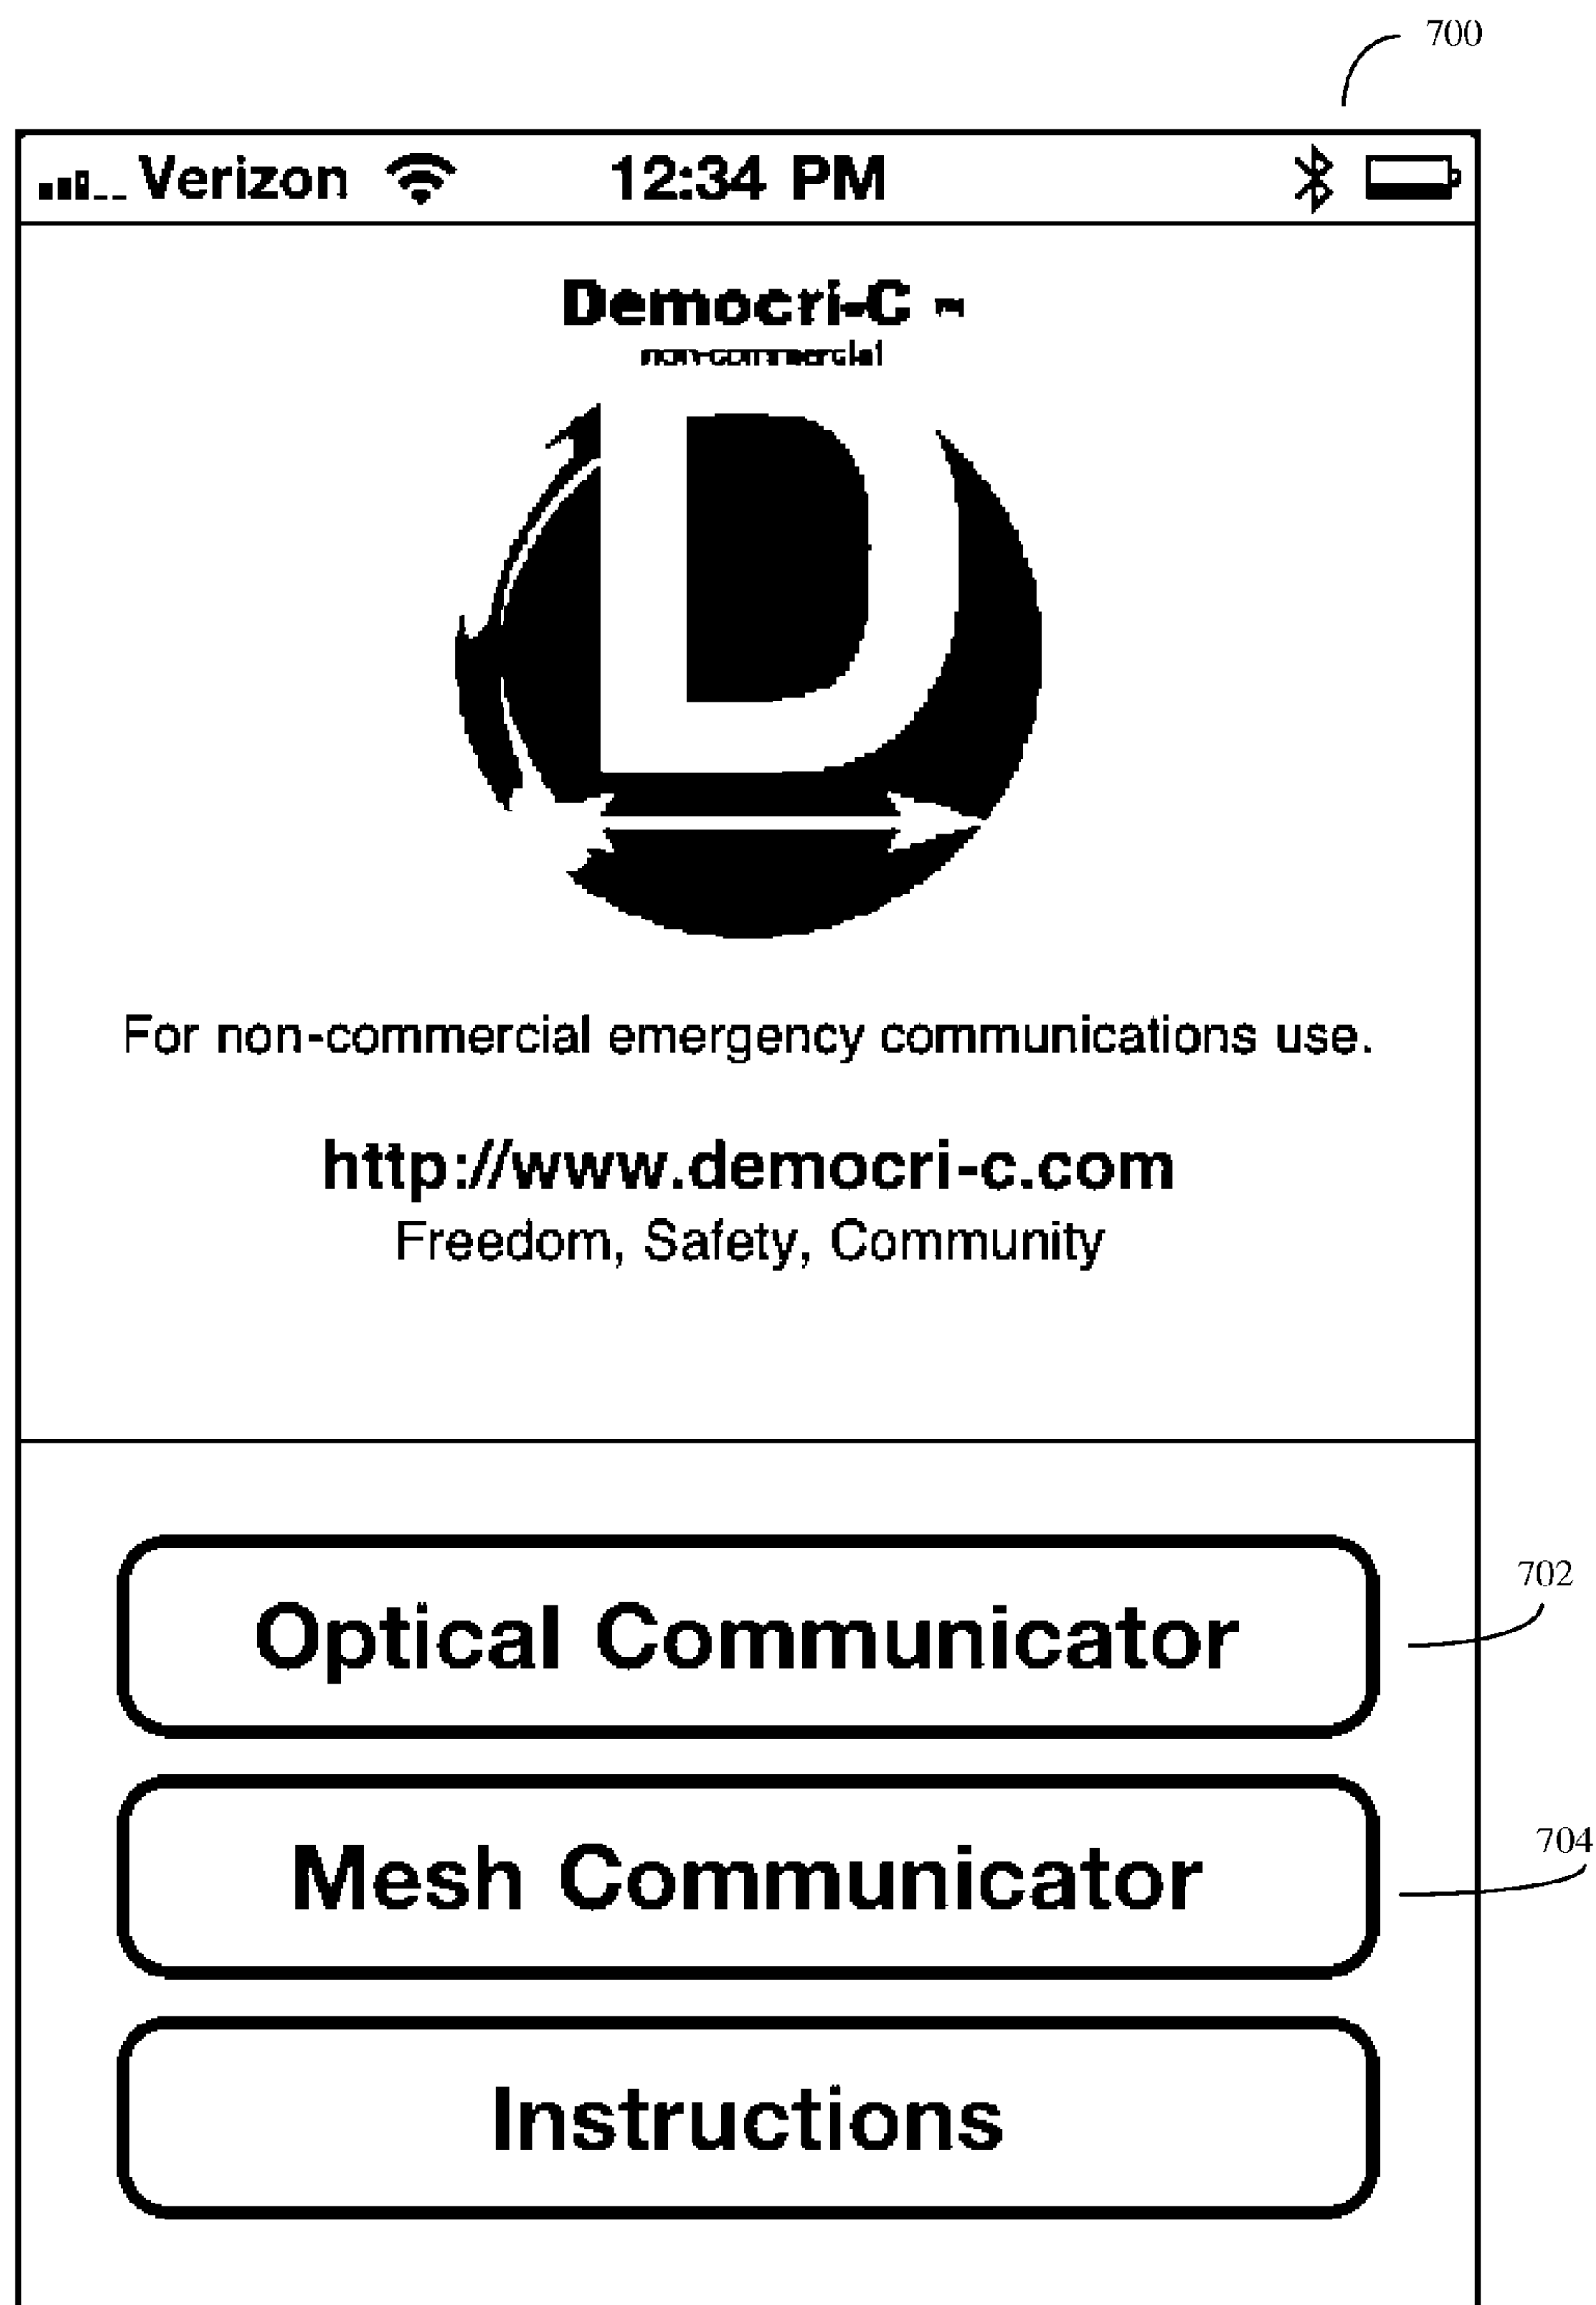 700
Verizon 12:34 PM
Democri-C ™
non-commercial
D
For non-commercial emergency communications use.
http://www.democri-c.com
Freedom, Safety, Community
Optical Communicator
702
Mesh Communicator
704
Instructions